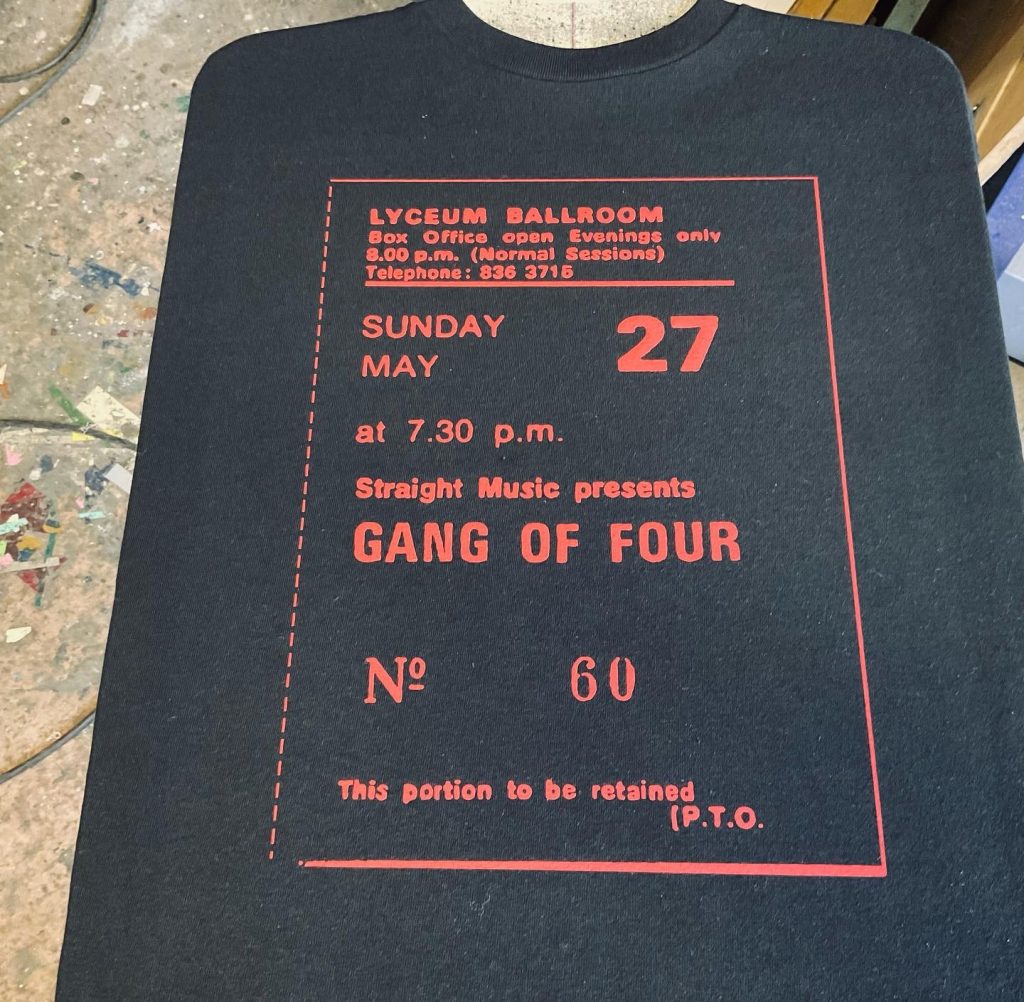 LYCEUM BALLROOM
Box Office open Evenings only
8.00 p.m. (Normal Sessions)
Telephone: 836 3715
SUNDAY 27
MAY
at 7.30 p.m.
Straight Music presents
GANG OF FOUR
Nº 60
This portion to be retained
(P.T.O.